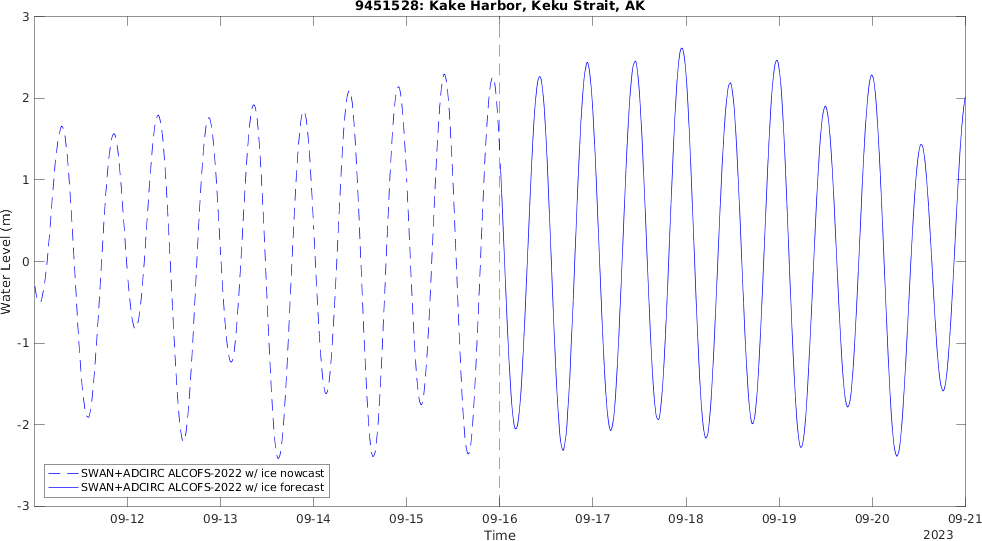 9451528: Kake Harbor, Keku Strait, AK
3
2
1
0
-1
-2
-3
Water Level (m)
SWAN+ADCIRC ALCOFS-2022 w/ ice nowcast
SWAN+ADCIRC ALCOFS-2022 w/ ice forecast
09-12 09-13 09-14 09-15 09-16 09-17 09-18 09-19 09-20 09-21
Time
2023